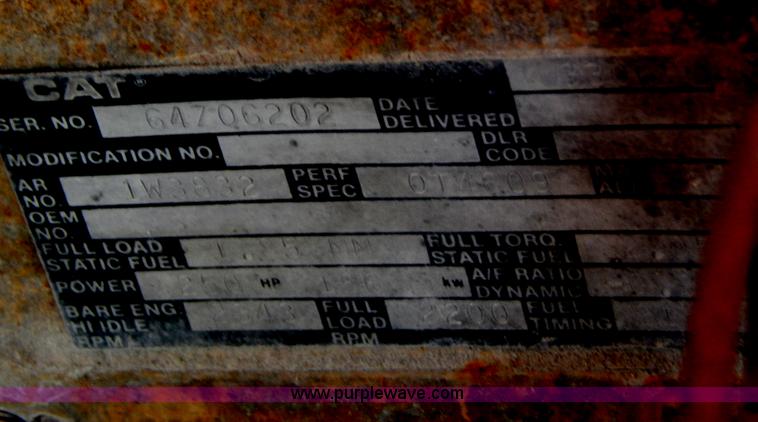 CAT
SER. NO. 64Z06202 DATE DELIVERED
MODIFICATION NO. DLR CODE
AR NO. 1W3832 PERF SPEC
OEM NO.
FULL LOAD STATIC FUEL FULL TORQ. STATIC FUEL
POWER 250 HP kW A/F RATIO DYNAMIC
BARE ENG. HI IDLE RPM FULL LOAD RPM 2200 FUEL TIMING
www.purplewave.com